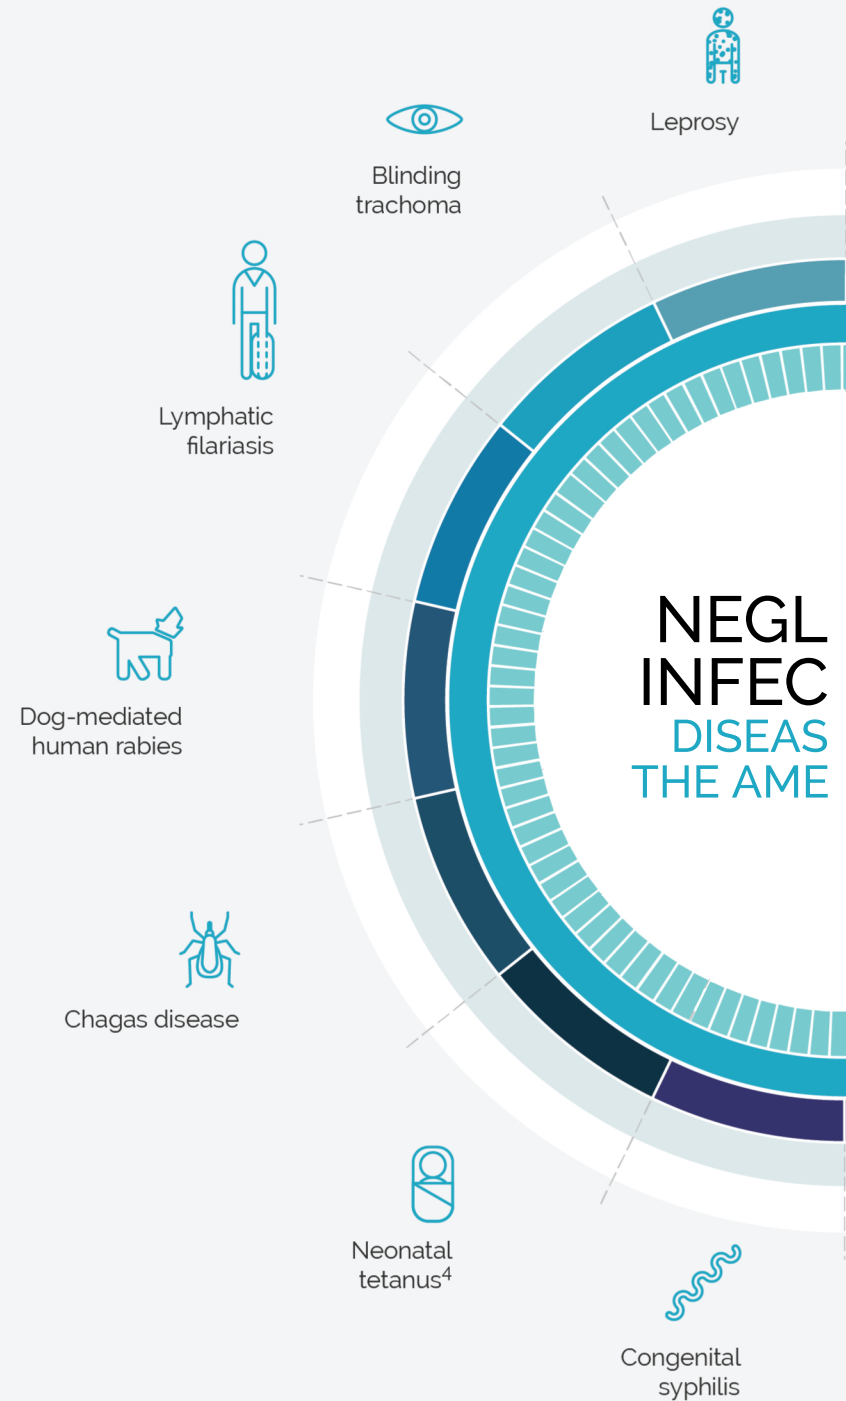 Leprosy
Blinding
trachoma
Lymphatic
filariasis
Dog-mediated
human rabies
Chagas disease
Neonatal
tetanus⁴
Congenital
syphilis
NEGL
INFEC
DISEAS
THE AME